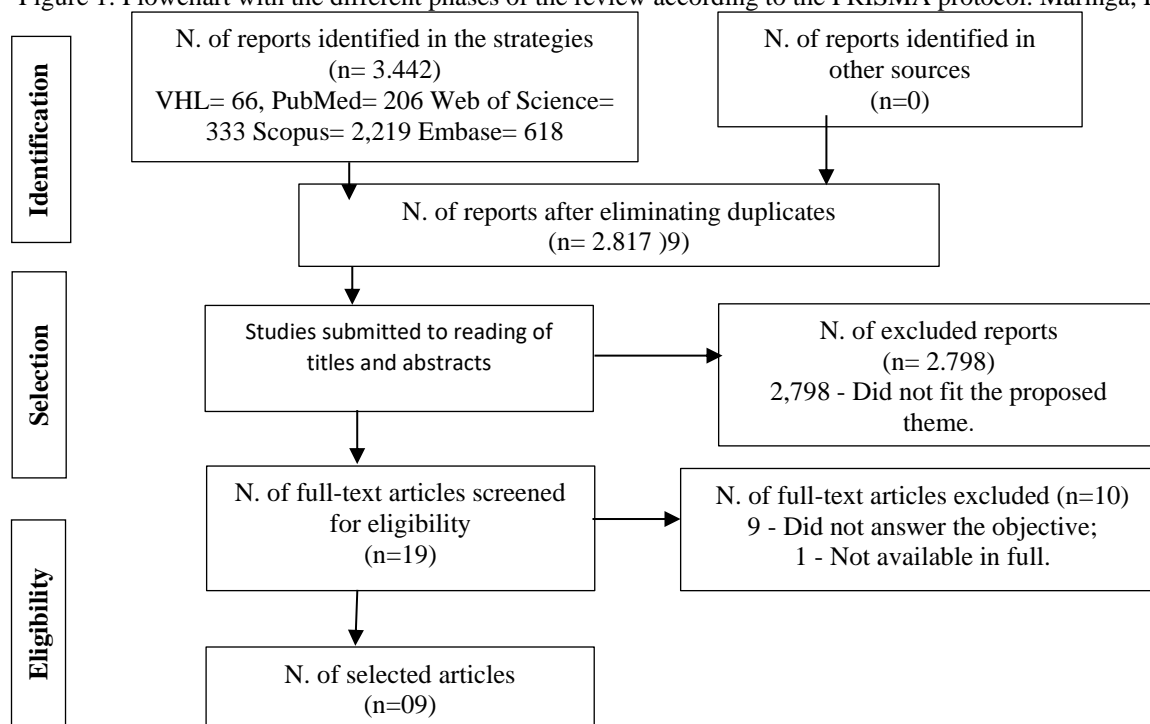 Figure 1: Flowchart with the different phases of the review according to the PRISMA protocol. Maringá,
Identification
N. of reports identified in the strategies
(n= 3.442)
VHL= 66, PubMed= 206 Web of Science=
333 Scopus= 2,219 Embase= 618
N. of reports identified in
other sources
(n=0)
N. of reports after eliminating duplicates
(n= 2.817 )9)
Selection
Studies submitted to reading of
titles and abstracts
N. of excluded reports
(n= 2.798)
2,798 - Did not fit the proposed
theme.
N. of full-text articles screened
for eligibility
(n=19)
N. of full-text articles excluded (n=10)
9 - Did not answer the objective;
1 - Not available in full.
Eligibility
N. of selected articles
(n=09)